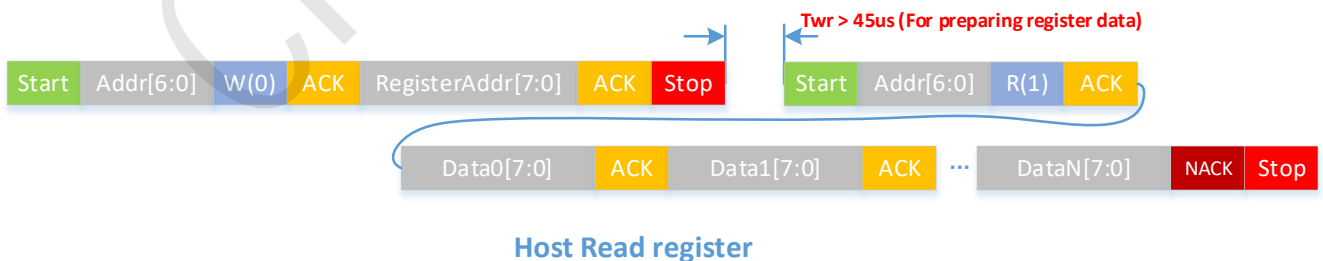 Twr > 45us (For preparing register data)
Start Addr[6:0] W(0) ACK RegisterAddr[7:0] ACK Stop Start Addr[6:0] R(1) ACK
Data0[7:0] ACK Data1[7:0] ACK ... DataN[7:0] NACK Stop
Host Read register